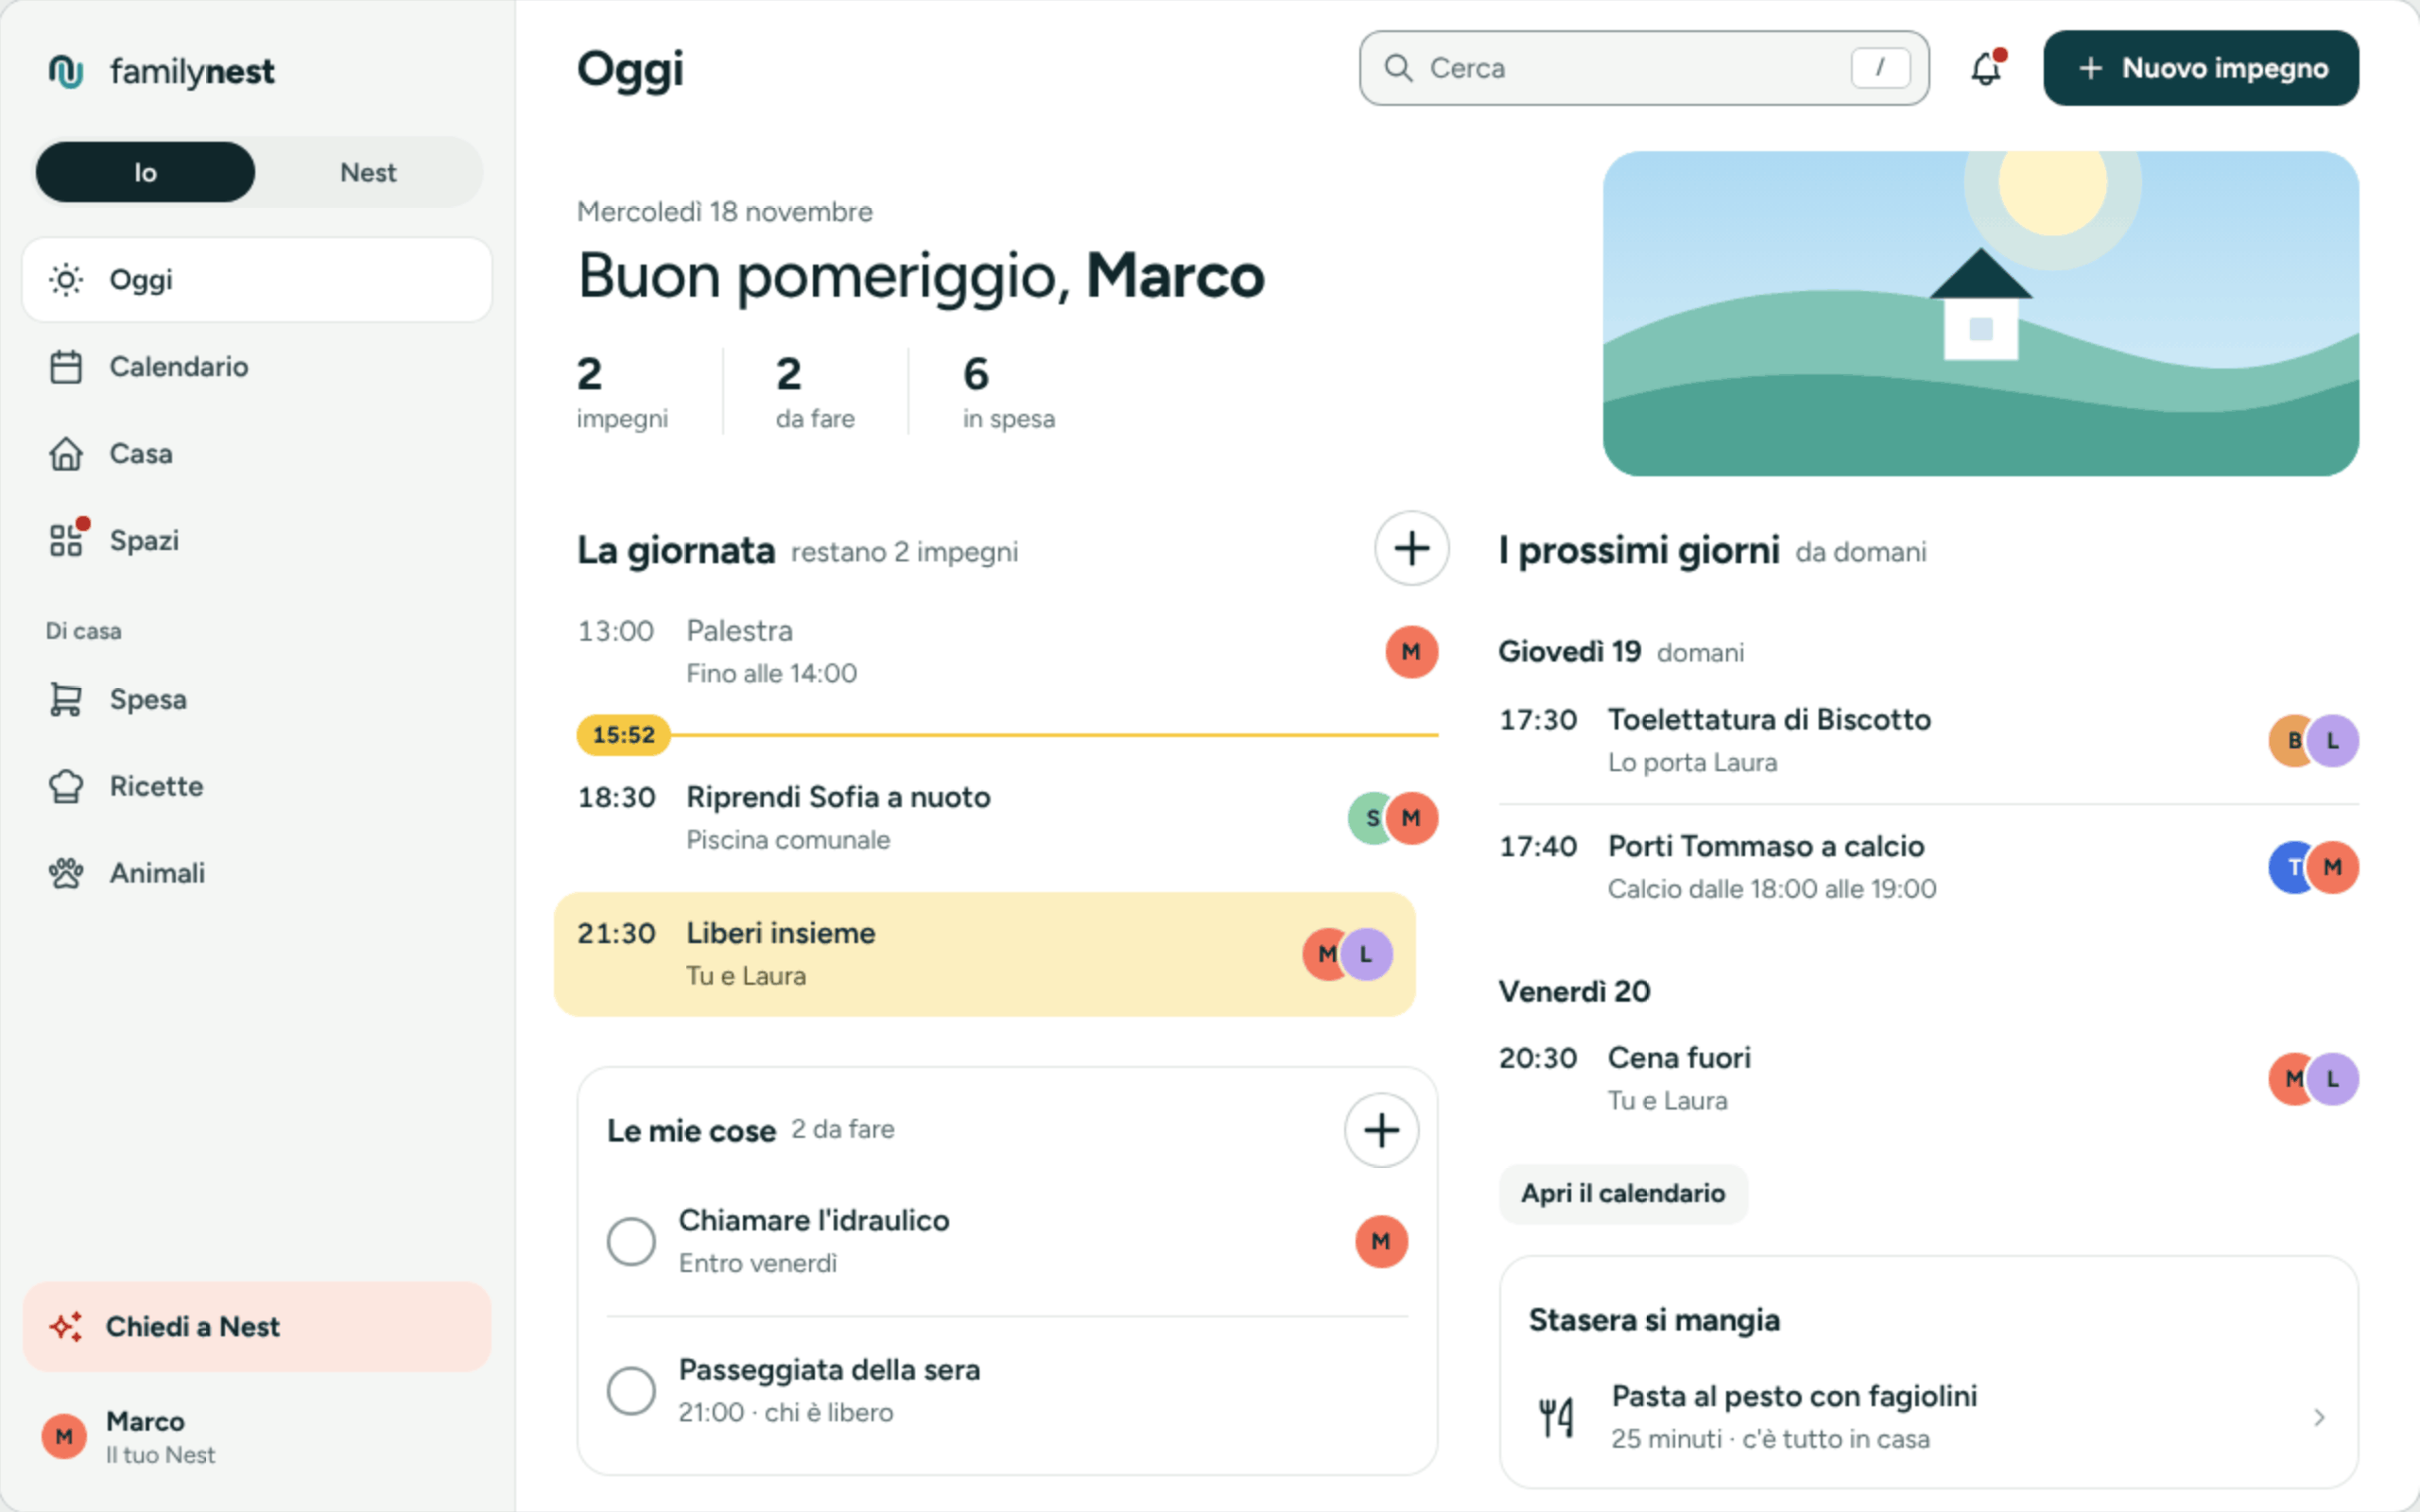 familynest
Io
Nest
Oggi
Calendario
Casa
Spazi
Di casa
Spesa
Ricette
Animali
Chiedi a Nest
M
Marco
Il tuo Nest
Oggi
Cerca
/
Nuovo impegno
Mercoledì 18 novembre
Buon pomeriggio, Marco
2
impegni
2
da fare
6
in spesa
La giornata restano 2 impegni
13:00 Palestra
Fino alle 14:00
M
15:52
18:30 Riprendi Sofia a nuoto
Piscina comunale
S M
21:30 Liberi insieme
Tu e Laura
M L
Le mie cose 2 da fare
Chiamare l'idraulico
Entro venerdì
M
Passeggiata della sera
21:00 · chi è libero
I prossimi giorni da domani
Giovedì 19 domani
17:30 Toelettatura di Biscotto
Lo porta Laura
B L
17:40 Porti Tommaso a calcio
Calcio dalle 18:00 alle 19:00
T M
Venerdì 20
20:30 Cena fuori
Tu e Laura
M L
Apri il calendario
Stasera si mangia
Pasta al pesto con fagiolini
25 minuti · c'è tutto in casa